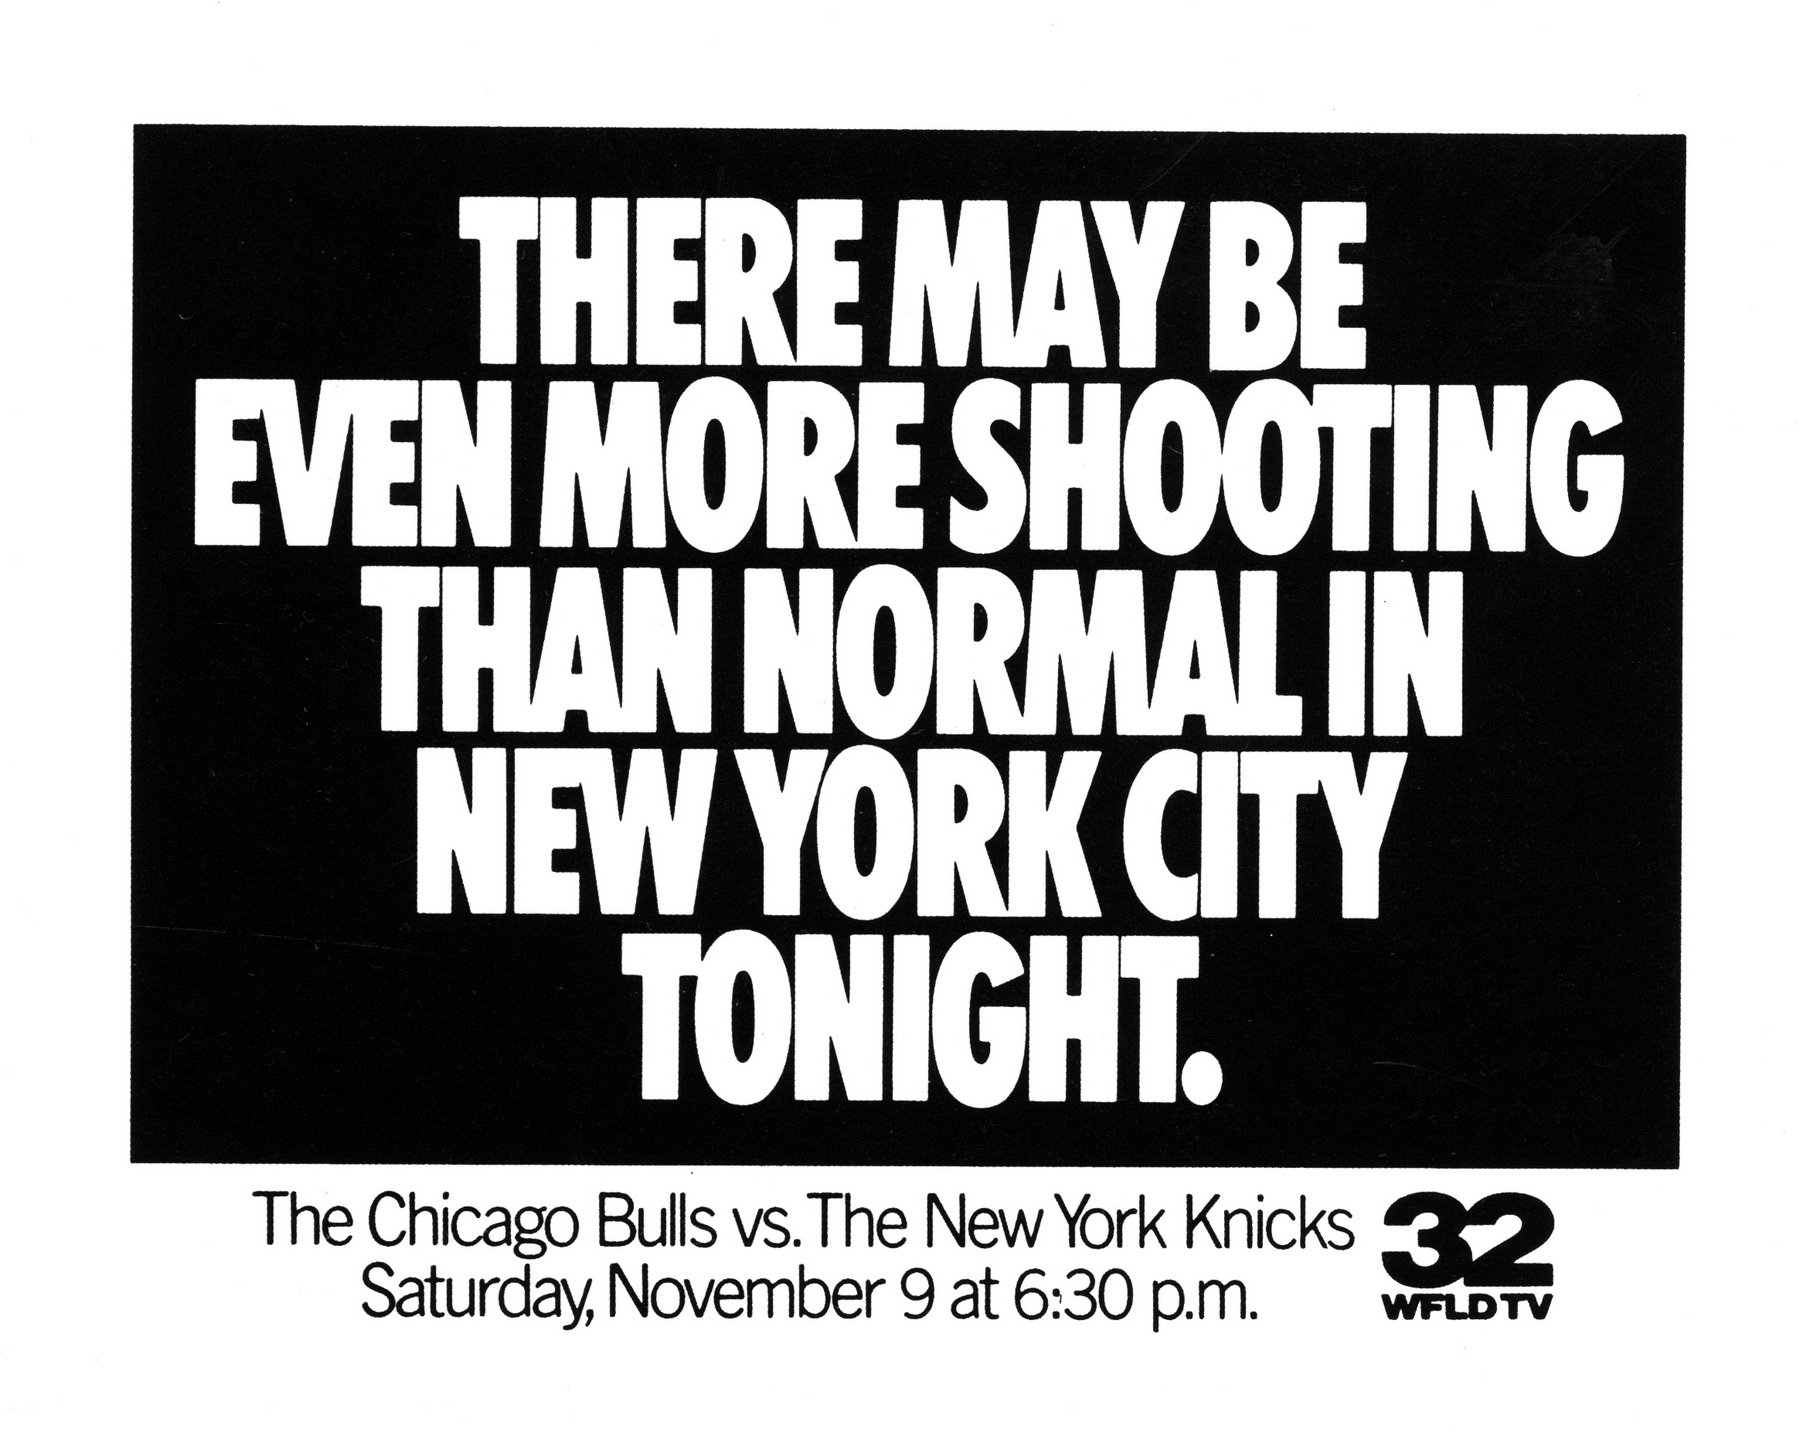 THERE MAY BE
EVEN MORE SHOOTING
THAN NORMAL IN
NEW YORK CITY
TONIGHT.
The Chicago Bulls vs. The New York Knicks
Saturday, November 9 at 6:30 p.m.
32
WFLD TV